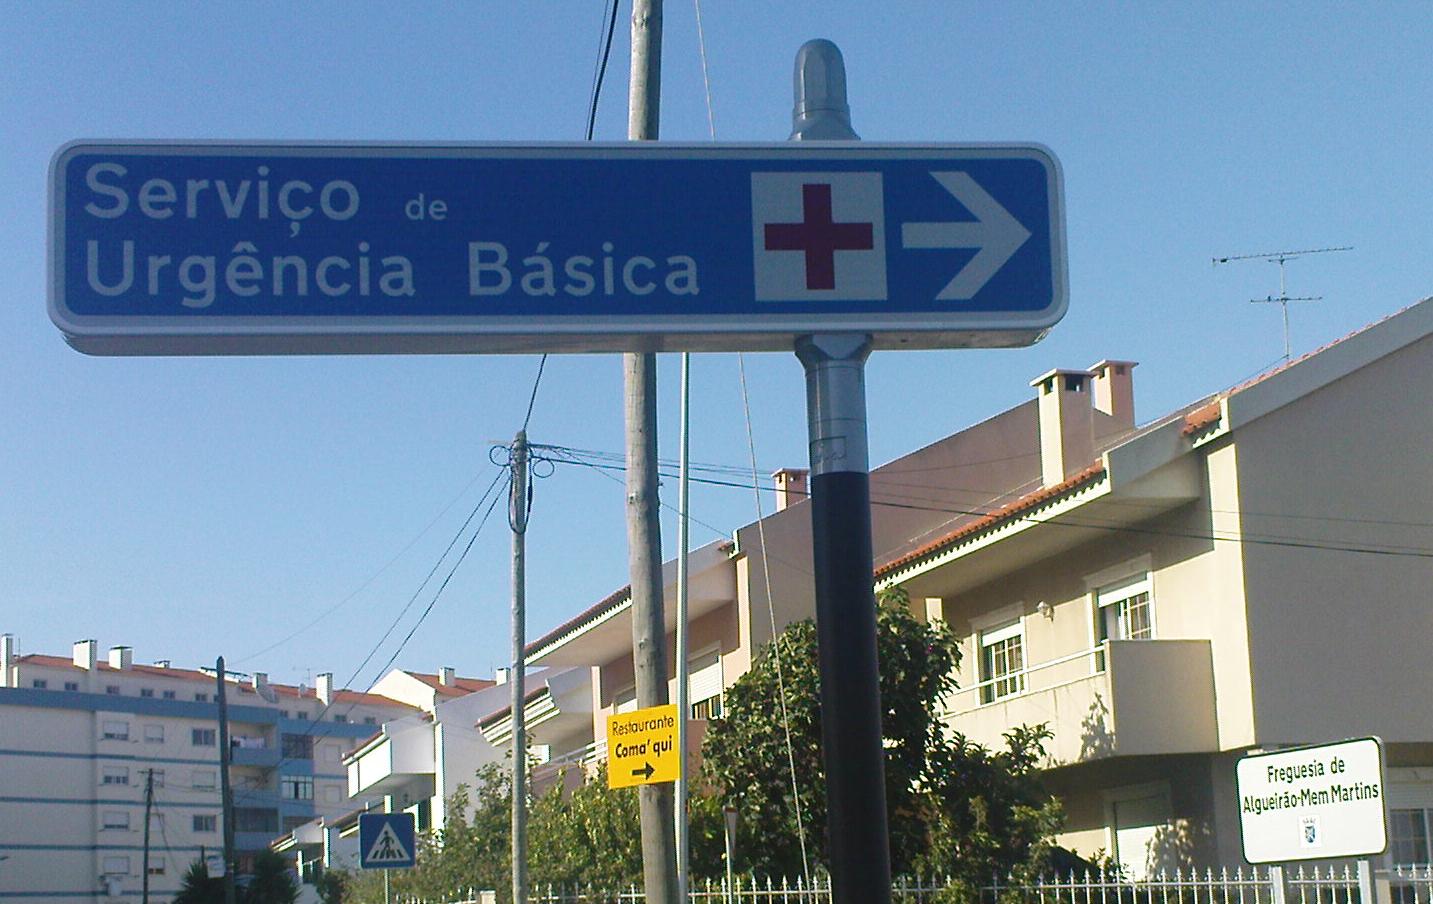 Serviço de
Urgência Básica
Restaurante
Coma' qui
Freguesia de
Algueirão-Mem Martins